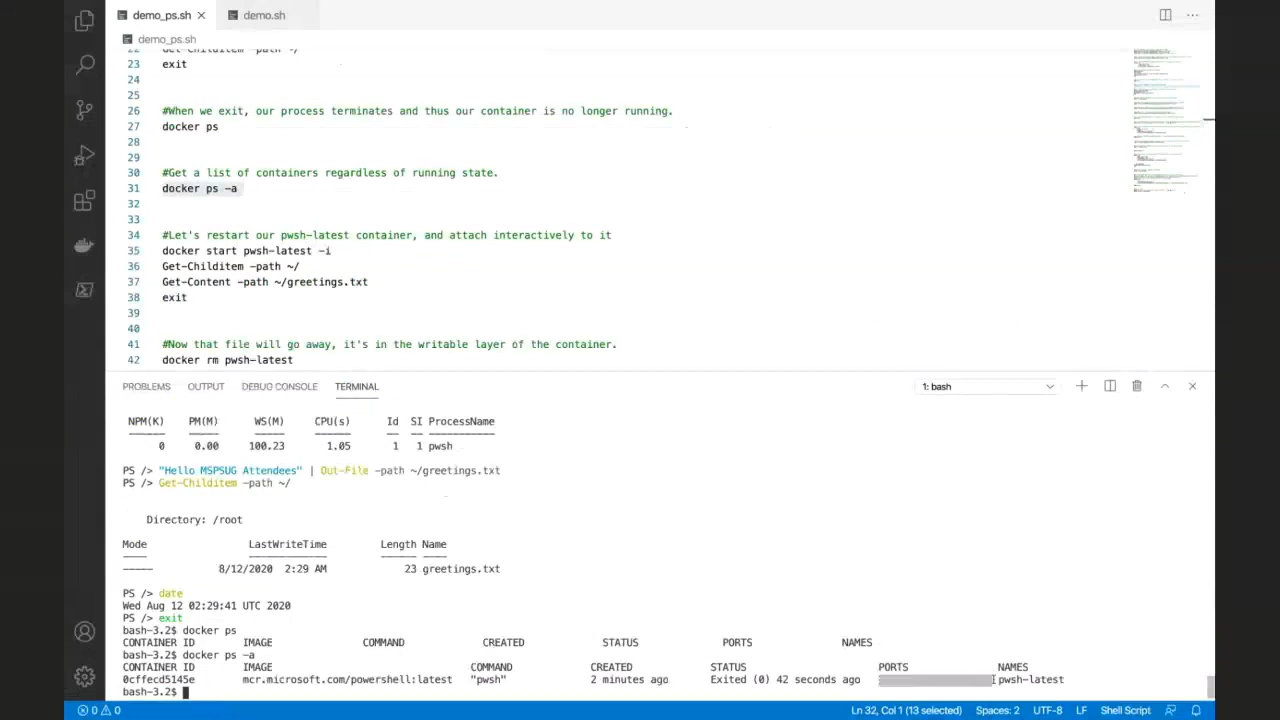 demo_ps.sh
demo.sh
demo_ps.sh
22 Get-Childitem -path ~/
23 exit
24
25
26 #When we exit, our process terminates and then container is no longer running.
27 docker ps
28
29
30 #Get a list of containers regardless of running state.
31 docker ps -a
32
33
34 #Let's restart our pwsh-latest container, and attach interactively to it
35 docker start pwsh-latest -i
36 Get-Childitem -path ~/
37 Get-Content -path ~/greetings.txt
38 exit
39
40
41 #Now that file will go away, it's in the writable layer of the container.
42 docker rm pwsh-latest
PROBLEMS OUTPUT DEBUG CONSOLE TERMINAL 1: bash
NPM(K) PM(M) WS(M) CPU(s) Id SI ProcessName
------ ----- ----- ------ -- -- -----------
0 0.00 100.23 1.05 1 1 pwsh
PS /> "Hello MSPSUG Attendees" | Out-File -path ~/greetings.txt
PS /> Get-Childitem -path ~/
Directory: /root
Mode LastWriteTime Length Name
---- ------------- ------ ----
----- 8/12/2020 2:29 AM 23 greetings.txt
PS /> date
Wed Aug 12 02:29:41 UTC 2020
PS /> exit
bash-3.2$ docker ps
CONTAINER ID IMAGE COMMAND CREATED STATUS PORTS NAMES
bash-3.2$ docker ps -a
CONTAINER ID IMAGE COMMAND CREATED STATUS PORTS NAMES
0cffecd5145e mcr.microsoft.com/powershell:latest "pwsh" 2 minutes ago Exited (0) 42 seconds ago pwsh-latest
bash-3.2$
0 0 Ln 32, Col 1 (13 selected) Spaces: 2 UTF-8 LF Shell Script